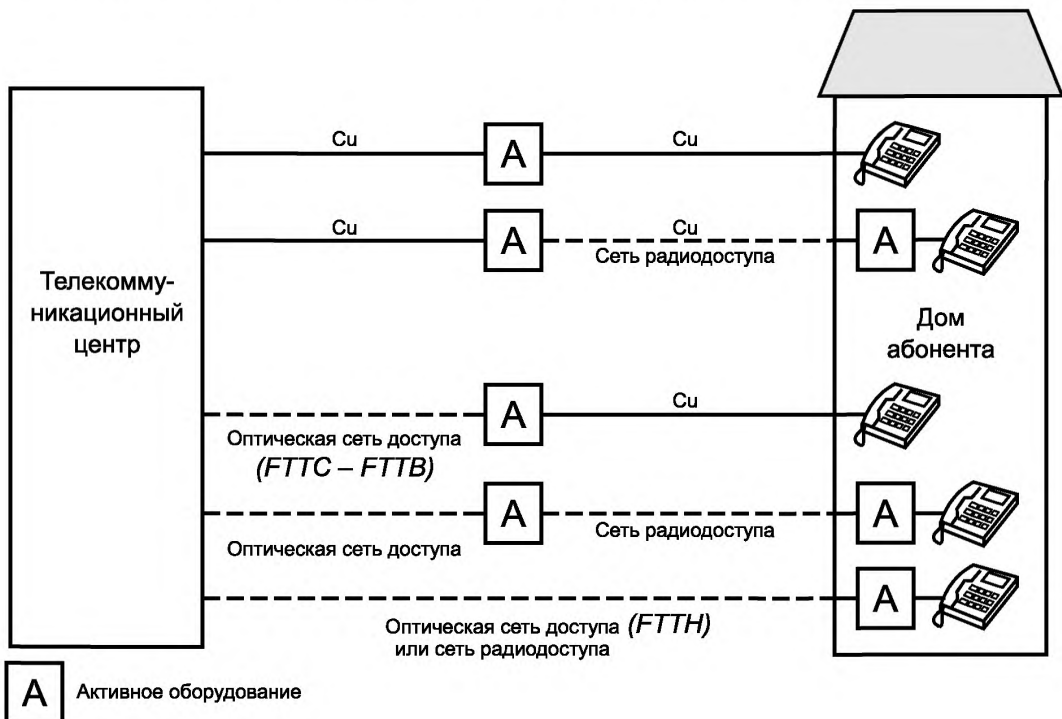 Cu
А
Cu
Cu
А
Cu
Сеть радиодоступа
А
Телекомму-
никационный
центр
Дом
абонента
Оптическая сеть доступа
(FTTC – FTTB)
А
Cu
Оптическая сеть доступа
А
Сеть радиодоступа
А
Оптическая сеть доступа (FTTH)
или сеть радиодоступа
А
А Активное оборудование